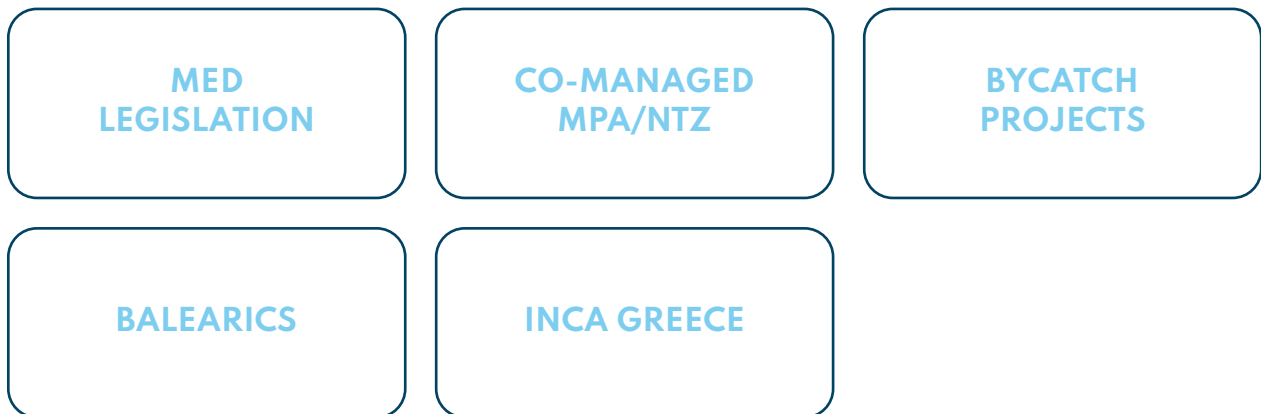 MED
LEGISLATION
CO-MANAGED
MPA/NTZ
BYCATCH
PROJECTS
BALEARICS
INCA GREECE